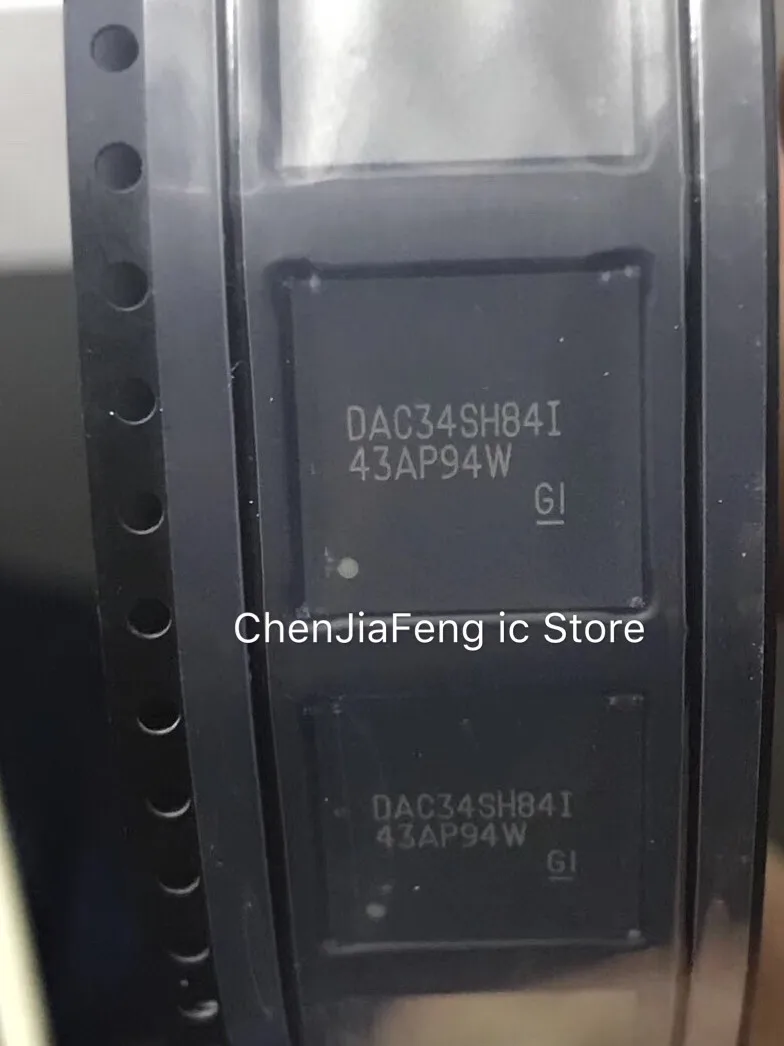 DAC34SH84I
43AP94W
GI
ChenJiaFeng ic Store
DAC34SH84I
43AP94W
GI